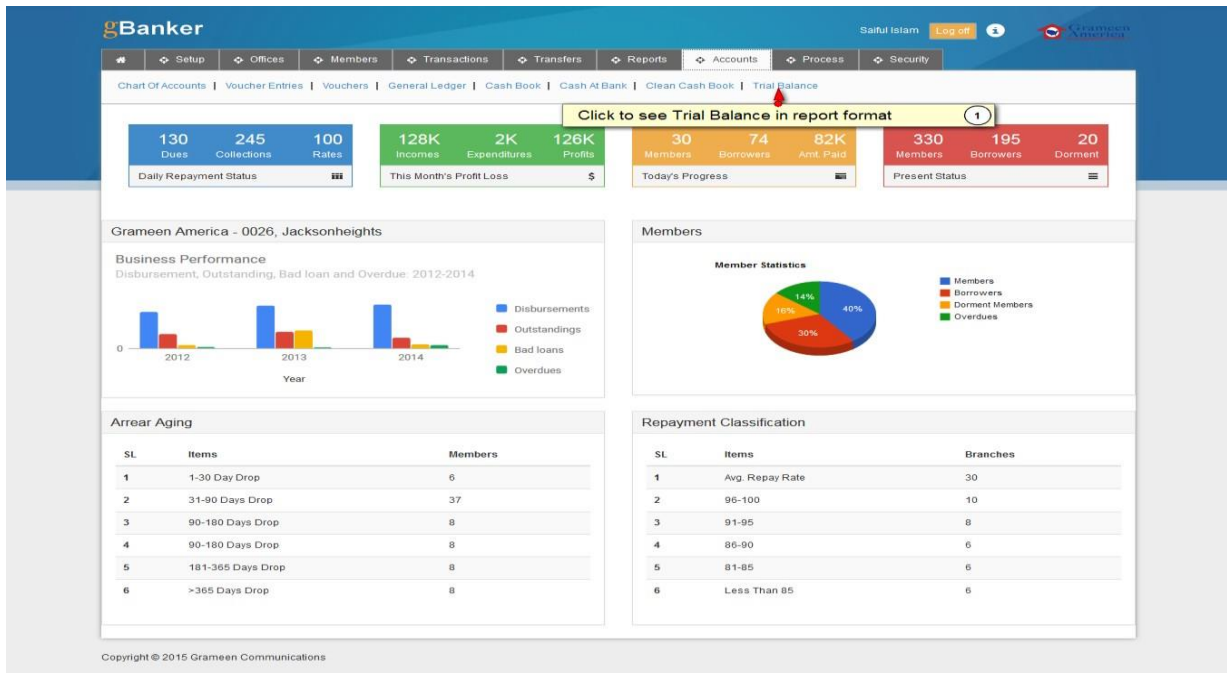 gBanker
Saiful Islam Log off
Grameen America
Setup Offices Members Transactions Transfers Reports Accounts Process Security
Chart Of Accounts | Voucher Entries | Vouchers | General Ledger | Cash Book | Cash At Bank | Clean Cash Book | Trial Balance
Click to see Trial Balance in report format 1
130 245 100
Dues Collections Rates
Daily Repayment Status
128K 2K 126K
Incomes Expenditures Profits
This Month's Profit Loss $
30 74 82K
Members Borrowers Amt. Paid
Today's Progress
330 195 20
Members Borrowers Dorment
Present Status
Grameen America - 0026, Jacksonheights
Business Performance
Disbursement, Outstanding, Bad loan and Overdue: 2012-2014
Disbursements
Outstandings
Bad loans
Overdues
0
2012 2013 2014
Year
Members
Member Statistics
14%
40%
16%
30%
Members
Borrowers
Dorment Members
Overdues
Arrear Aging
SL Items Members
1 1-30 Day Drop 6
2 31-90 Days Drop 37
3 90-180 Days Drop 8
4 90-180 Days Drop 8
5 181-365 Days Drop 8
6 >365 Days Drop 8
Repayment Classification
SL Items Branches
1 Avg. Repay Rate 30
2 96-100 10
3 91-95 8
4 86-90 6
5 81-85 6
6 Less Than 85 6
Copyright © 2015 Grameen Communications